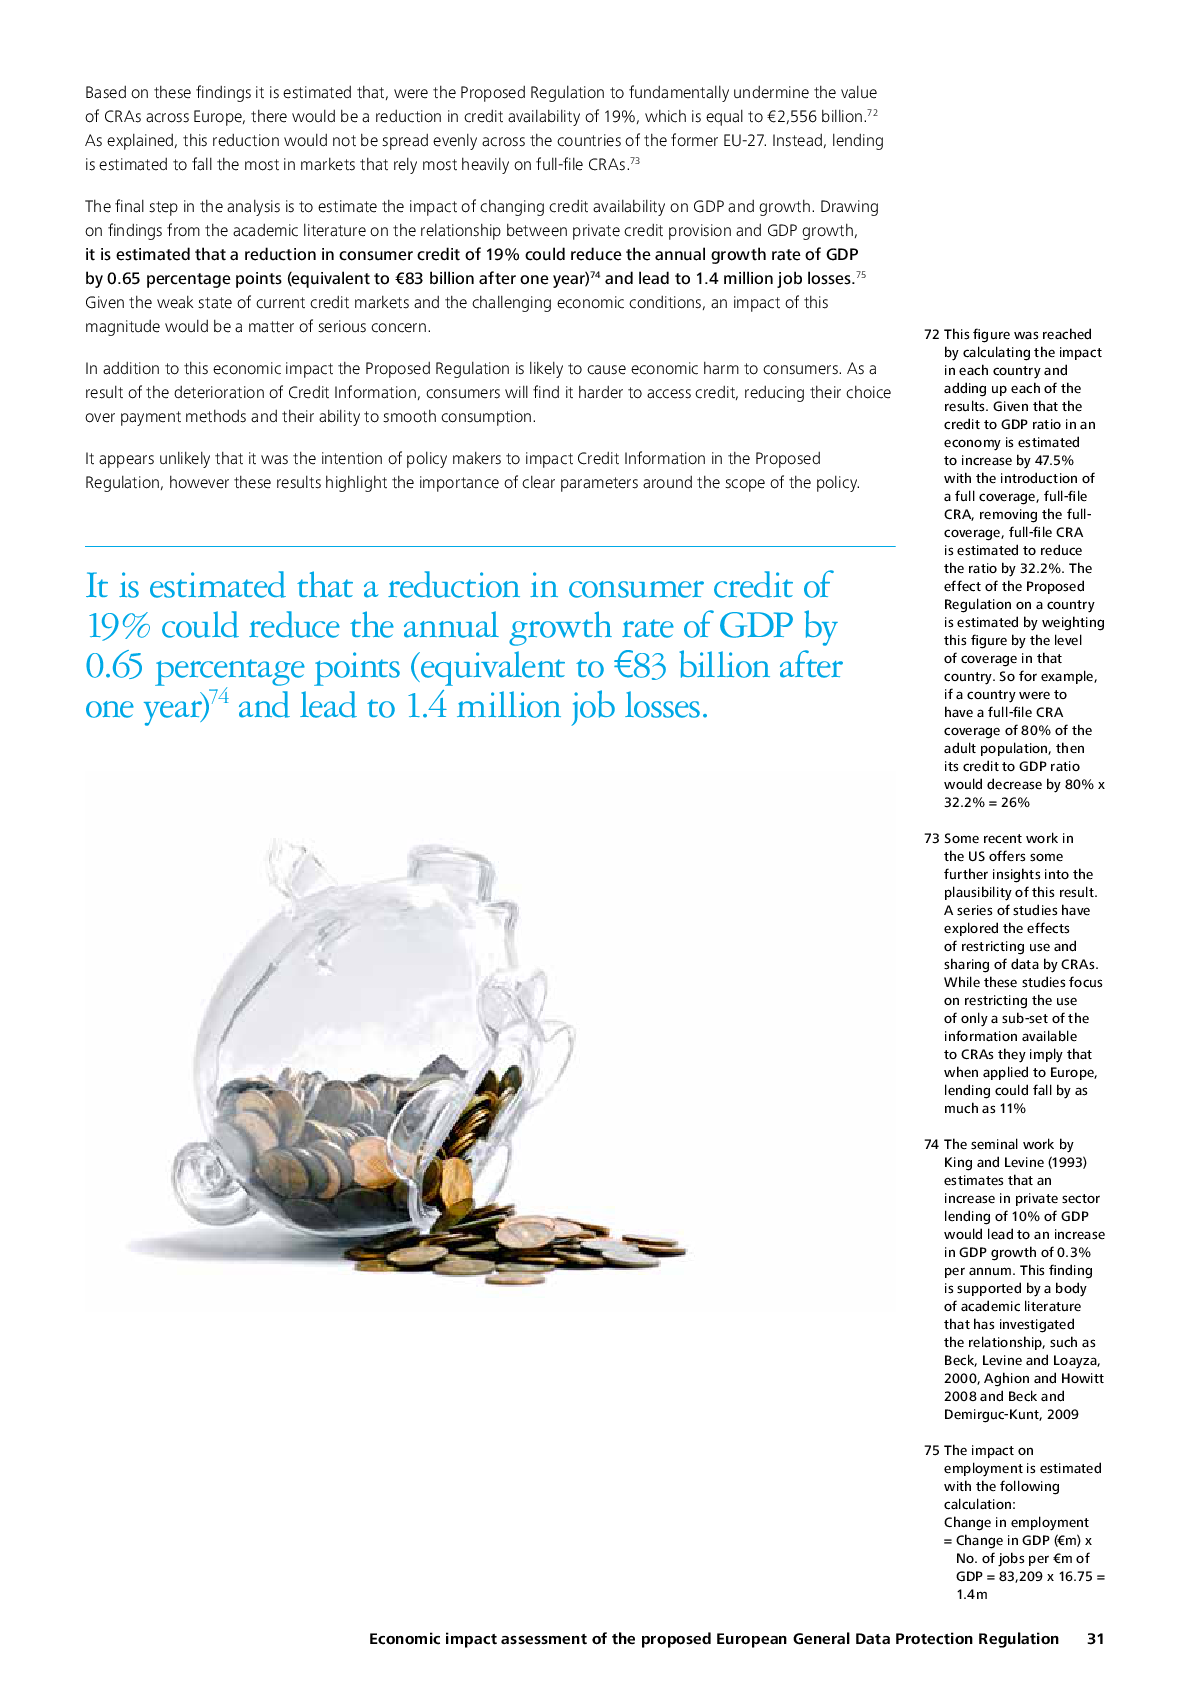 Based on these findings it is estimated that, were the Proposed Regulation to fundamentally undermine the value
of CRAs across Europe, there would be a reduction in credit availability of 19%, which is equal to €2,556 billion.72
As explained, this reduction would not be spread evenly across the countries of the former EU-27. Instead, lending
is estimated to fall the most in markets that rely most heavily on full-file CRAs.73
The final step in the analysis is to estimate the impact of changing credit availability on GDP and growth. Drawing
on findings from the academic literature on the relationship between private credit provision and GDP growth,
it is estimated that a reduction in consumer credit of 19% could reduce the annual growth rate of GDP
by 0.65 percentage points (equivalent to €83 billion after one year)74 and lead to 1.4 million job losses.75
Given the weak state of current credit markets and the challenging economic conditions, an impact of this
magnitude would be a matter of serious concern.
In addition to this economic impact the Proposed Regulation is likely to cause economic harm to consumers. As a
result of the deterioration of Credit Information, consumers will find it harder to access credit, reducing their choice
over payment methods and their ability to smooth consumption.
It appears unlikely that it was the intention of policy makers to impact Credit Information in the Proposed
Regulation, however these results highlight the importance of clear parameters around the scope of the policy.
It is estimated that a reduction in consumer credit of
19% could reduce the annual growth rate of GDP by
0.65 percentage points (equivalent to €83 billion after
one year)74 and lead to 1.4 million job losses.
72 This figure was reached
by calculating the impact
in each country and
adding up each of the
results. Given that the
credit to GDP ratio in an
economy is estimated
to increase by 47.5%
with the introduction of
a full coverage, full-file
CRA, removing the full-
coverage, full-file CRA
is estimated to reduce
the ratio by 32.2%. The
effect of the Proposed
Regulation on a country
is estimated by weighting
this figure by the level
of coverage in that
country. So for example,
if a country were to
have a full-file CRA
coverage of 80% of the
adult population, then
its credit to GDP ratio
would decrease by 80% x
32.2% = 26%
73 Some recent work in
the US offers some
further insights into the
plausibility of this result.
A series of studies have
explored the effects
of restricting use and
sharing of data by CRAs.
While these studies focus
on restricting the use
of only a sub-set of the
information available
to CRAs they imply that
when applied to Europe,
lending could fall by as
much as 11%
74 The seminal work by
King and Levine (1993)
estimates that an
increase in private sector
lending of 10% of GDP
would lead to an increase
in GDP growth of 0.3%
per annum. This finding
is supported by a body
of academic literature
that has investigated
the relationship, such as
Beck, Levine and Loayza,
2000, Aghion and Howitt
2008 and Beck and
Demirguc-Kunt, 2009
75 The impact on
employment is estimated
with the following
calculation:
Change in employment
= Change in GDP (€m) x
No. of jobs per €m of
GDP = 83,209 x 16.75 =
1.4m
Economic impact assessment of the proposed European General Data Protection Regulation 31